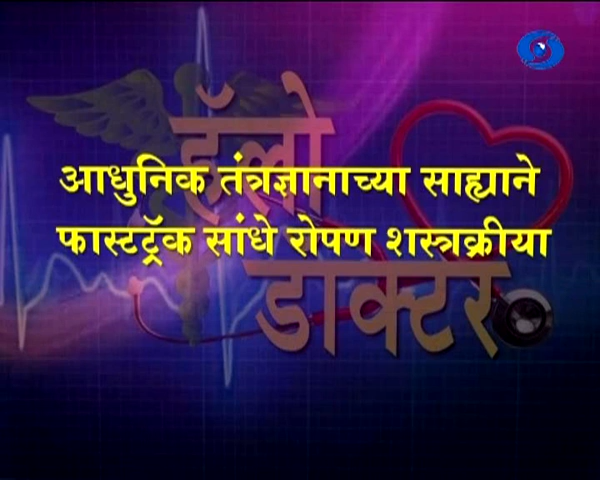 हॅलो
आधुनिक तंत्रज्ञानाच्या साह्याने
फास्टट्रॅक सांधे रोपण शस्त्रक्रीया
डाक्टर